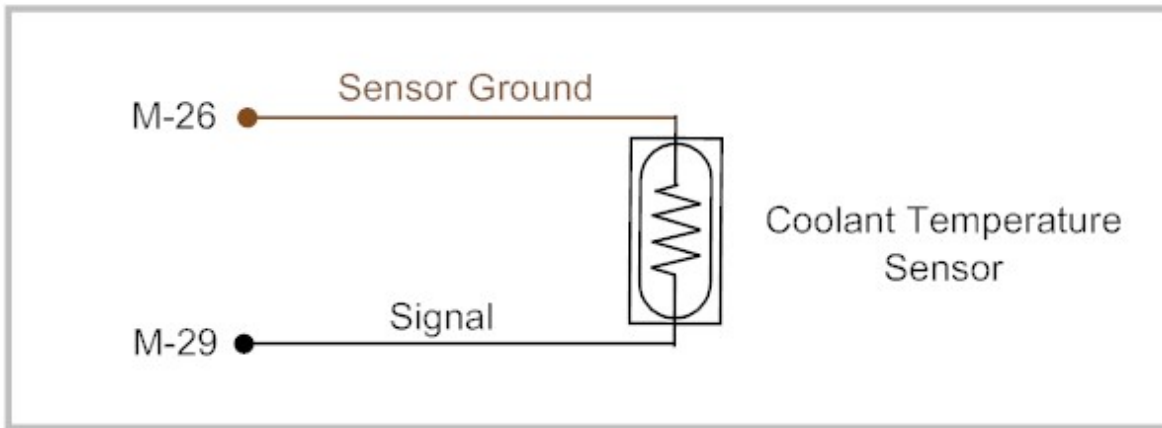 Sensor Ground
M-26
Coolant Temperature
Sensor
Signal
M-29